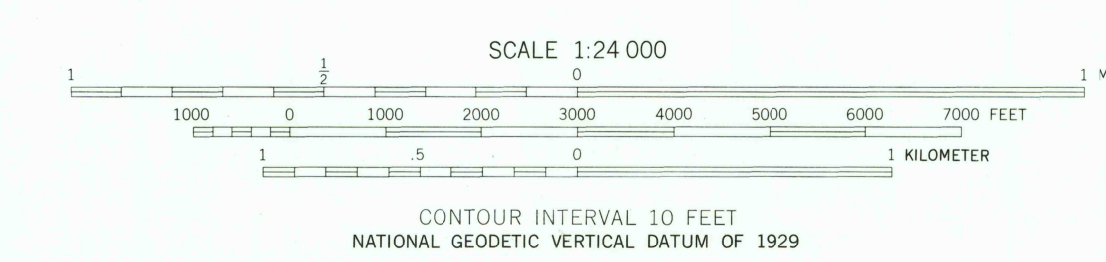 SCALE 1:24 000
1 1/2 0 1 M
1000 0 1000 2000 3000 4000 5000 6000 7000 FEET
1 .5 0 1 KILOMETER
CONTOUR INTERVAL 10 FEET
NATIONAL GEODETIC VERTICAL DATUM OF 1929